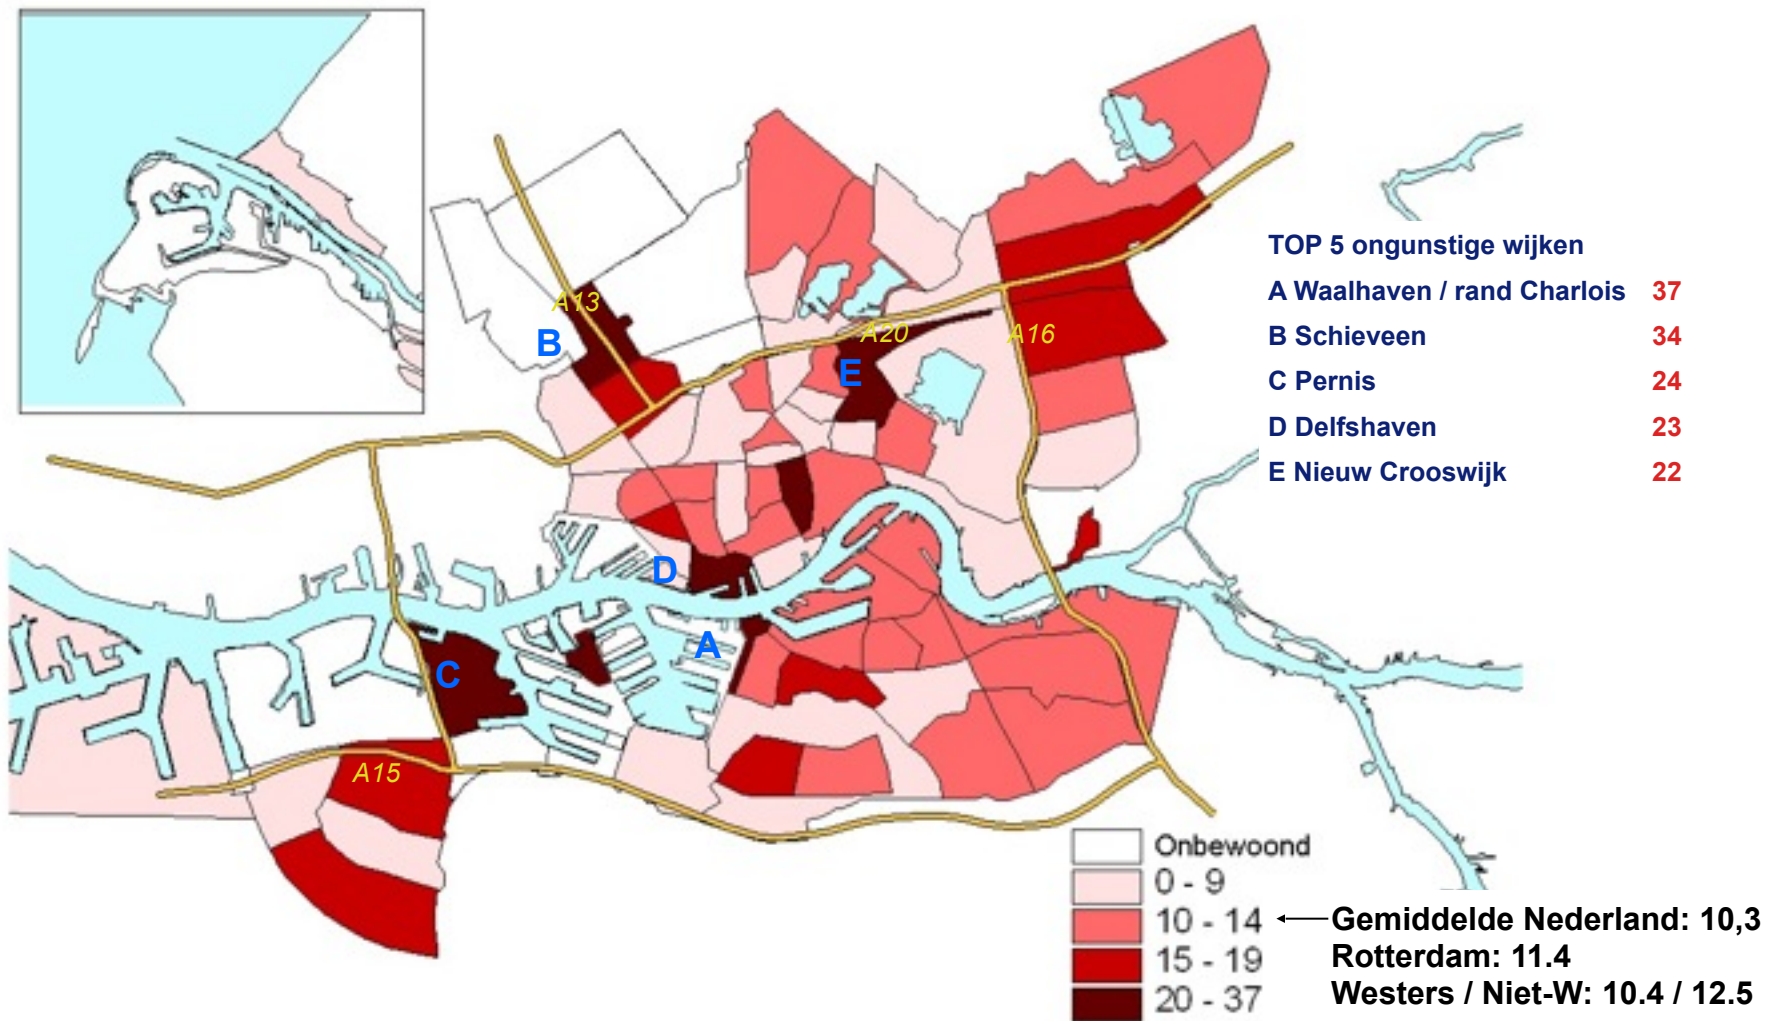 A13
B
A20
A16
E
TOP 5 ongunstige wijken
A Waalhaven / rand Charlois 37
B Schieveen 34
C Pernis 24
D Delfshaven 23
E Nieuw Crooswijk 22
D
A
C
A15
Onbewoond
0 - 9
10 - 14
15 - 19
20 - 37
Gemiddelde Nederland: 10,3
Rotterdam: 11.4
Westers / Niet-W: 10.4 / 12.5